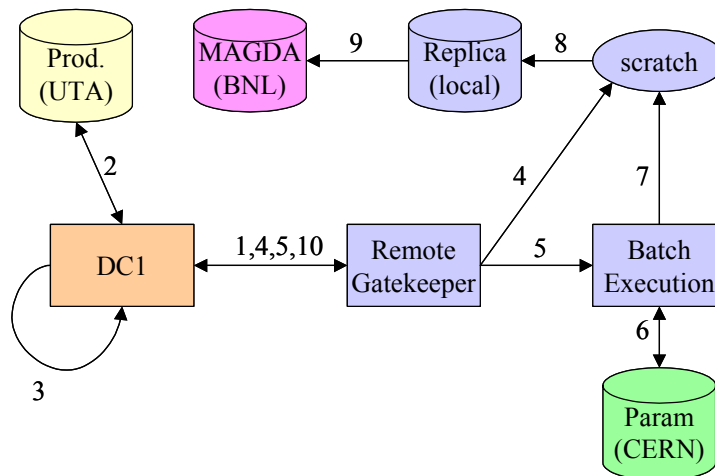 Prod.
(UTA)
MAGDA
(BNL)
9
Replica
(local)
8
scratch
2
4
7
DC1
1,4,5,10
Remote
Gatekeeper
5
Batch
Execution
3
6
Param
(CERN)